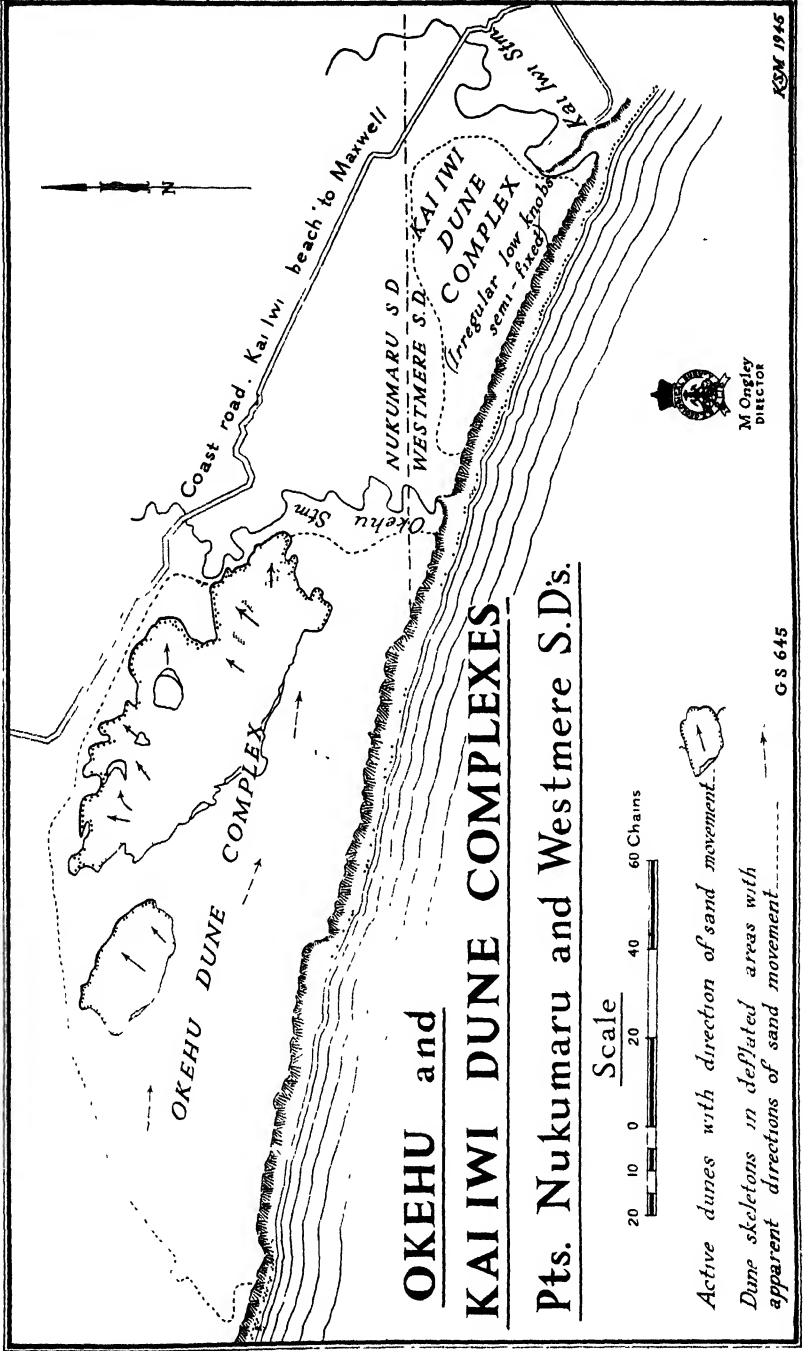 N
Coast road. Kai Iwi beach to Maxwell
Kai Iwi Stm
NUKUMARU S D
WESTMERE S.D.
KAI IWI
DUNE
COMPLEX
(Irregular low knobs
semi-fixed)
Okehu Stm
OKEHU DUNE COMPLEX
OKEHU and
KAI IWI DUNE COMPLEXES
Pts. Nukumaru and Westmere S.D's.
Scale
20 10 0 20 40 60 Chains
Active dunes with direction of sand movement
Dune skeletons in deflated areas with
apparent directions of sand movement
G S 645
M Ongley
DIRECTOR
KSM 1945